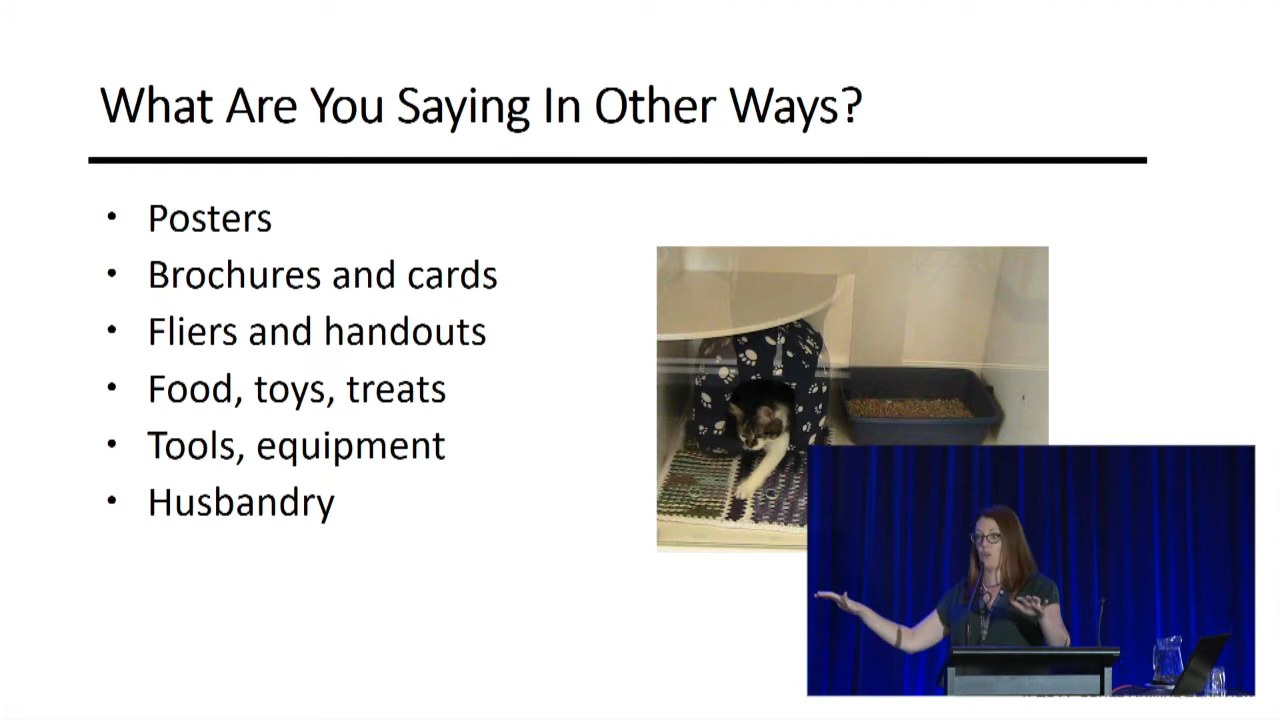 What Are You Saying In Other Ways?
• Posters
• Brochures and cards
• Fliers and handouts
• Food, toys, treats
• Tools, equipment
• Husbandry